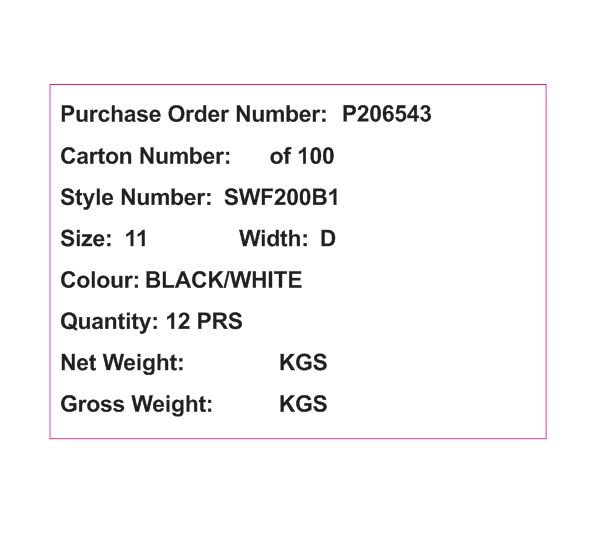 Purchase Order Number: P206543
Carton Number: of 100
Style Number: SWF200B1
Size: 11 Width: D
Colour: BLACK/WHITE
Quantity: 12 PRS
Net Weight: KGS
Gross Weight: KGS